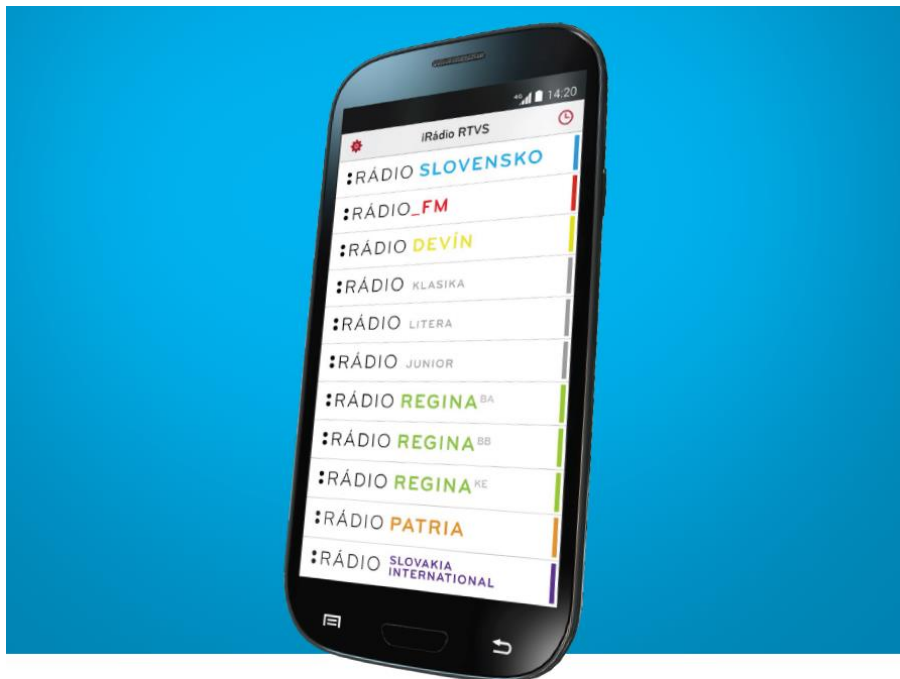 4G 14:20
iRádio RTVS
:RÁDIO SLOVENSKO
:RÁDIO_FM
:RÁDIO DEVÍN
:RÁDIO KLASIKA
:RÁDIO LITERA
:RÁDIO JUNIOR
:RÁDIO REGINA BA
:RÁDIO REGINA BB
:RÁDIO REGINA KE
:RÁDIO PATRIA
:RÁDIO SLOVAKIA
INTERNATIONAL